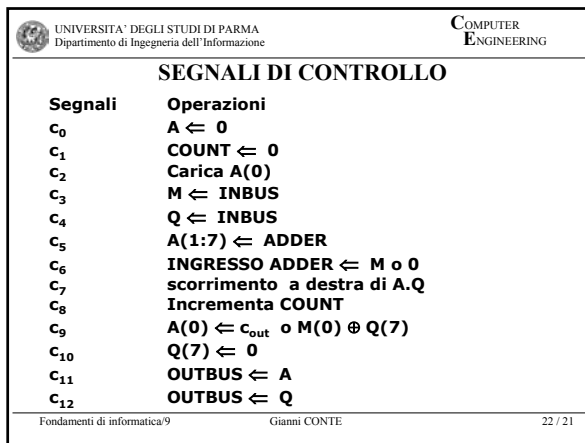 UNIVERSITA' DEGLI STUDI DI PARMA
Dipartimento di Ingegneria dell'Informazione
COMPUTER
ENGINEERING
SEGNALI DI CONTROLLO
Segnali Operazioni
c0 A ⇐ 0
c1 COUNT ⇐ 0
c2 Carica A(0)
c3 M ⇐ INBUS
c4 Q ⇐ INBUS
c5 A(1:7) ⇐ ADDER
c6 INGRESSO ADDER ⇐ M o 0
c7 scorrimento a destra di A.Q
c8 Incrementa COUNT
c9 A(0) ⇐ cout o M(0) ⊕ Q(7)
c10 Q(7) ⇐ 0
c11 OUTBUS ⇐ A
c12 OUTBUS ⇐ Q
Fondamenti di informatica/9 Gianni CONTE 22 / 21